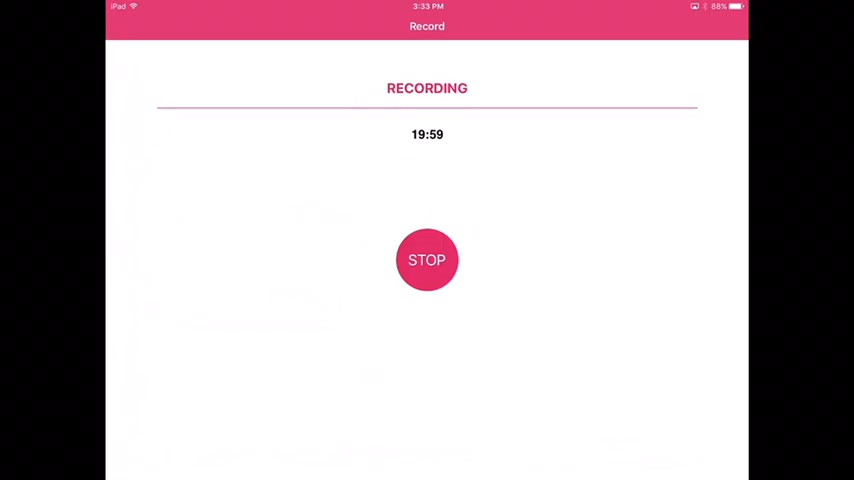 iPad 3:33 PM 88%
Record
RECORDING
19:59
STOP